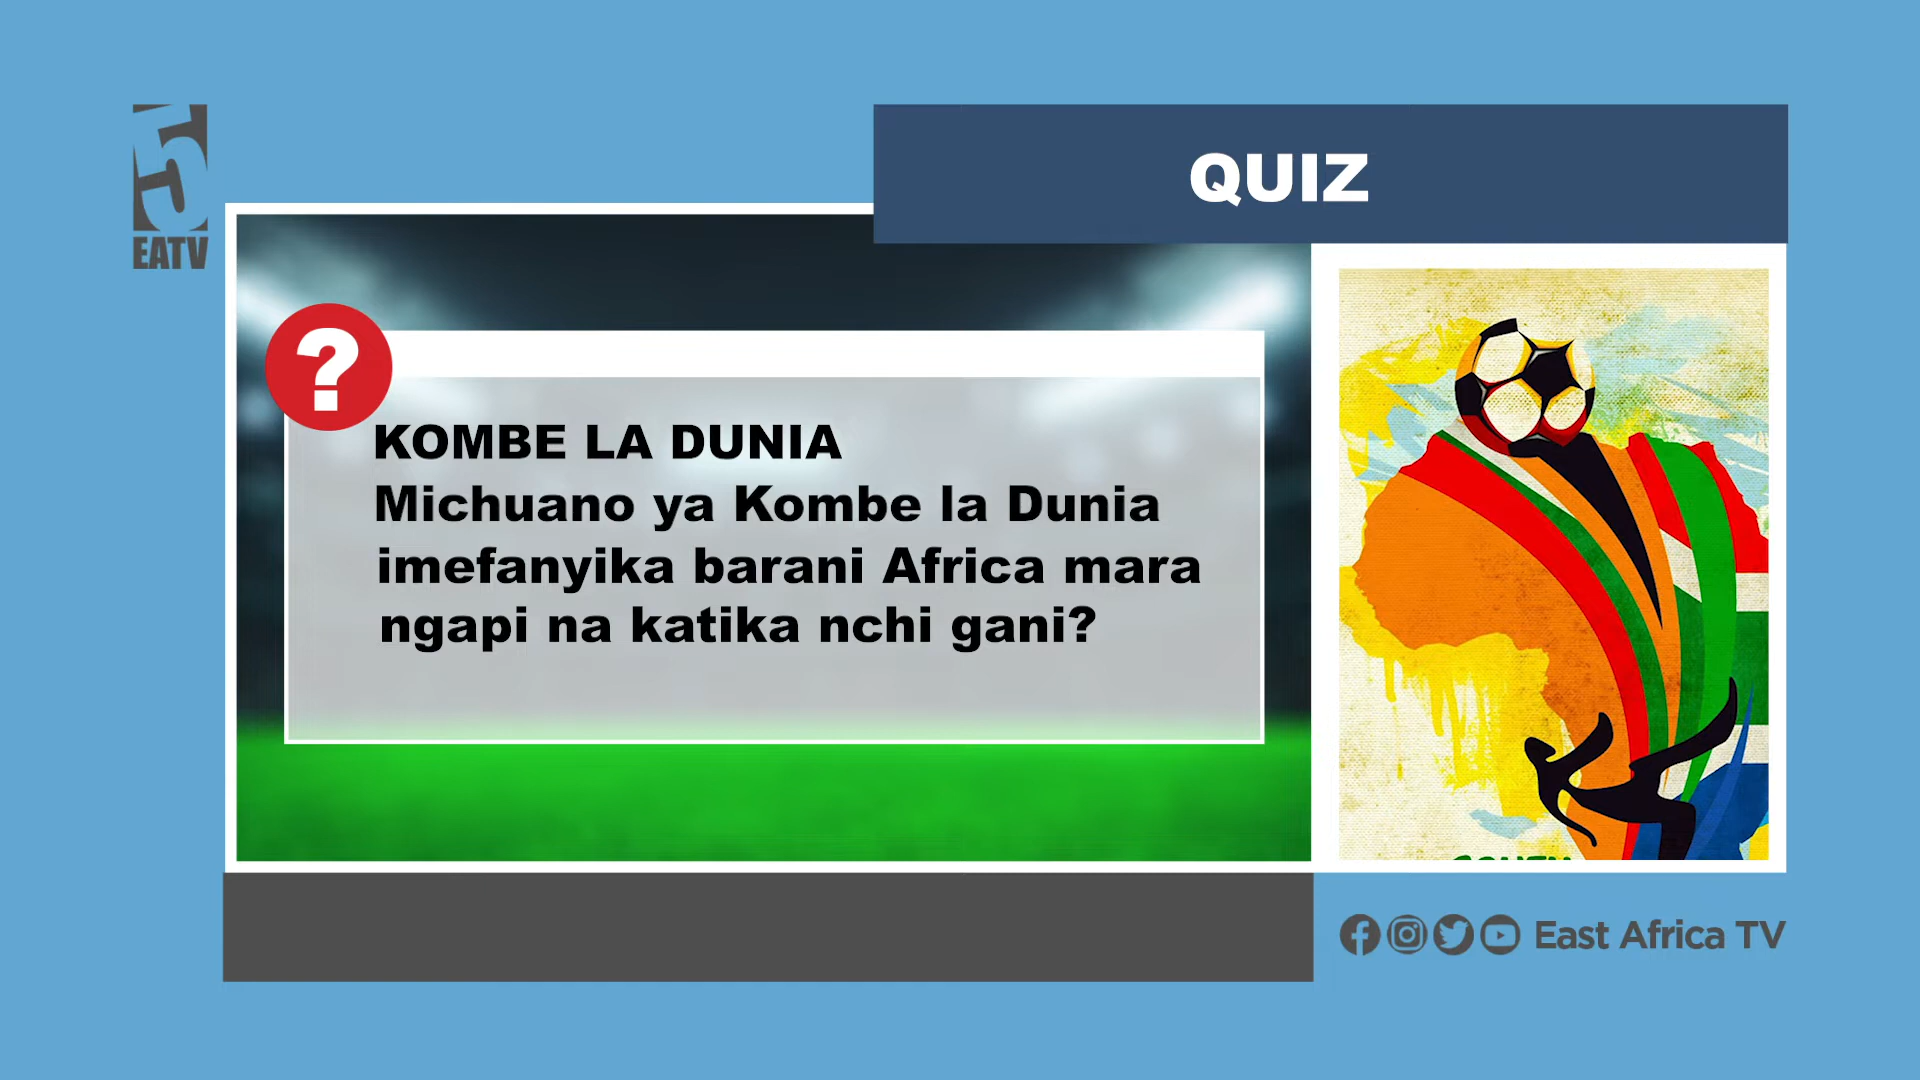 5
EATV
QUIZ
?
KOMBE LA DUNIA
Michuano ya Kombe la Dunia
imefanyika barani Africa mara
ngapi na katika nchi gani?
East Africa TV